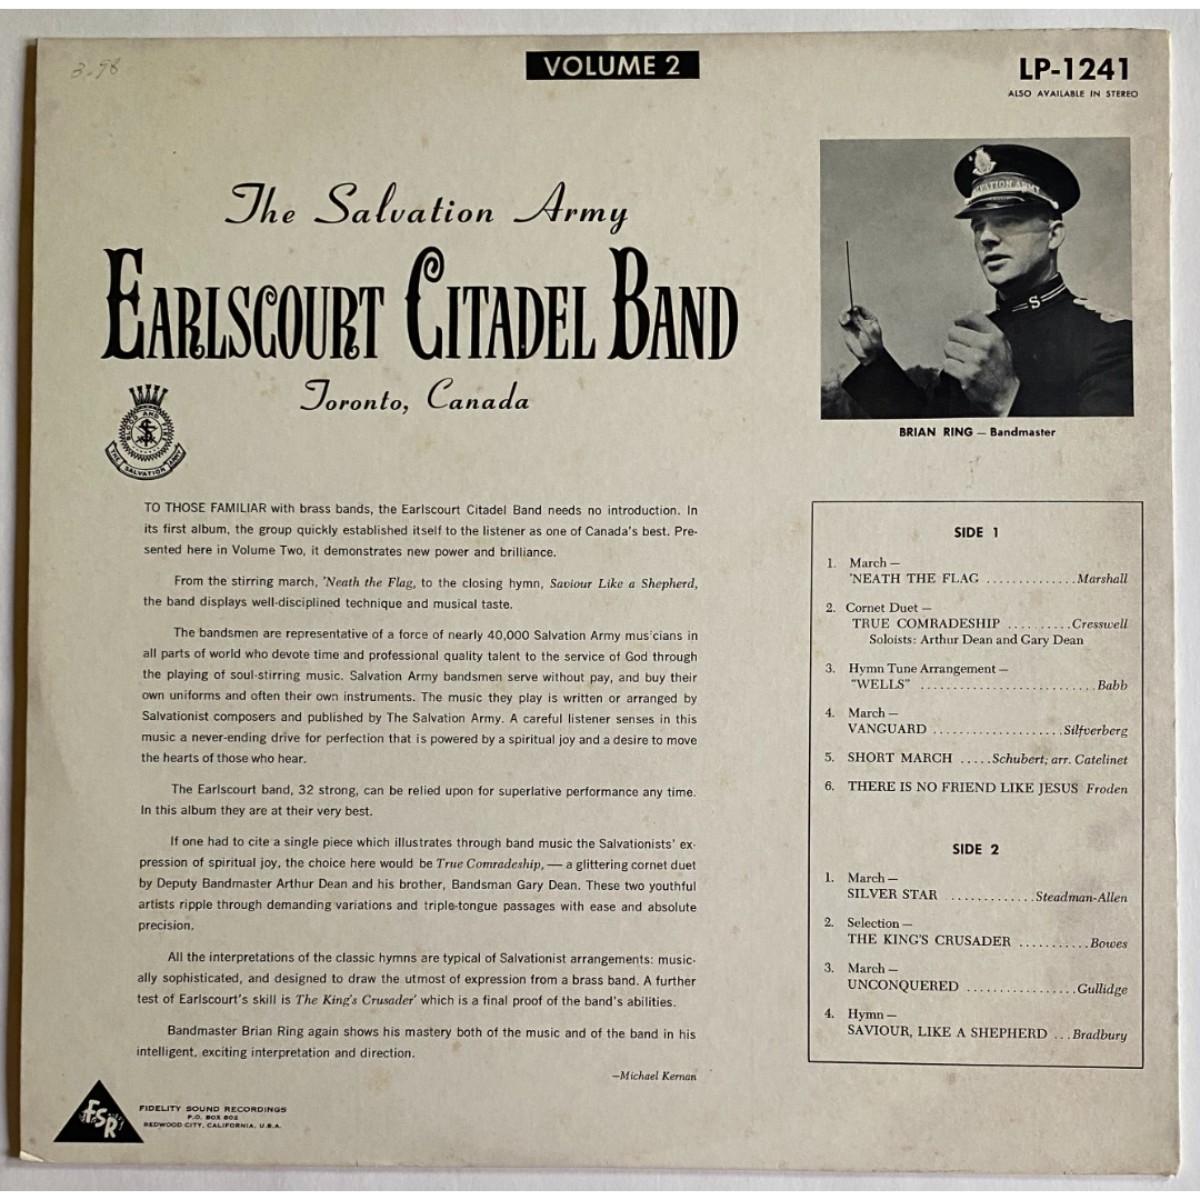 3.98
VOLUME 2
LP-1241
ALSO AVAILABLE IN STEREO
The Salvation Army
EARLSCOURT CITADEL BAND
Toronto, Canada
BLOOD AND FIRE
S
THE SALVATION ARMY
SALVATION ARMY
S
BRIAN RING — Bandmaster
TO THOSE FAMILIAR with brass bands, the Earlscourt Citadel Band needs no introduction. In
its first album, the group quickly established itself to the listener as one of Canada's best. Pre-
sented here in Volume Two, it demonstrates new power and brilliance.
From the stirring march, 'Neath the Flag, to the closing hymn, Saviour Like a Shepherd,
the band displays well-disciplined technique and musical taste.
The bandsmen are representative of a force of nearly 40,000 Salvation Army mus'cians in
all parts of world who devote time and professional quality talent to the service of God through
the playing of soul-stirring music. Salvation Army bandsmen serve without pay, and buy their
own uniforms and often their own instruments. The music they play is written or arranged by
Salvationist composers and published by The Salvation Army. A careful listener senses in this
music a never-ending drive for perfection that is powered by a spiritual joy and a desire to move
the hearts of those who hear.
The Earlscourt band, 32 strong, can be relied upon for superlative performance any time.
In this album they are at their very best.
If one had to cite a single piece which illustrates through band music the Salvationists' ex-
pression of spiritual joy, the choice here would be True Comradeship, — a glittering cornet duet
by Deputy Bandmaster Arthur Dean and his brother, Bandsman Gary Dean. These two youthful
artists ripple through demanding variations and triple-tongue passages with ease and absolute
precision.
All the interpretations of the classic hymns are typical of Salvationist arrangements: music-
ally sophisticated, and designed to draw the utmost of expression from a brass band. A further
test of Earlscourt's skill is The King's Crusader' which is a final proof of the band's abilities.
Bandmaster Brian Ring again shows his mastery both of the music and of the band in his
intelligent, exciting interpretation and direction.
—Michael Kernan
SIDE 1
1. March —
'NEATH THE FLAG ..............Marshall
2. Cornet Duet —
TRUE COMRADESHIP ..........Cresswell
Soloists: Arthur Dean and Gary Dean
3. Hymn Tune Arrangement —
"WELLS" ..........................Babb
4. March —
VANGUARD ....................Silfverberg
5. SHORT MARCH .....Schubert; arr. Catelinet
6. THERE IS NO FRIEND LIKE JESUS Froden
SIDE 2
1. March —
SILVER STAR .............Steadman-Allen
2. Selection —
THE KING'S CRUSADER ...........Bowes
3. March —
UNCONQUERED .................Gullidge
4. Hymn —
SAVIOUR, LIKE A SHEPHERD ...Bradbury
FSR
FIDELITY SOUND RECORDINGS
P.O. BOX 802
REDWOOD CITY, CALIFORNIA, U.S.A.